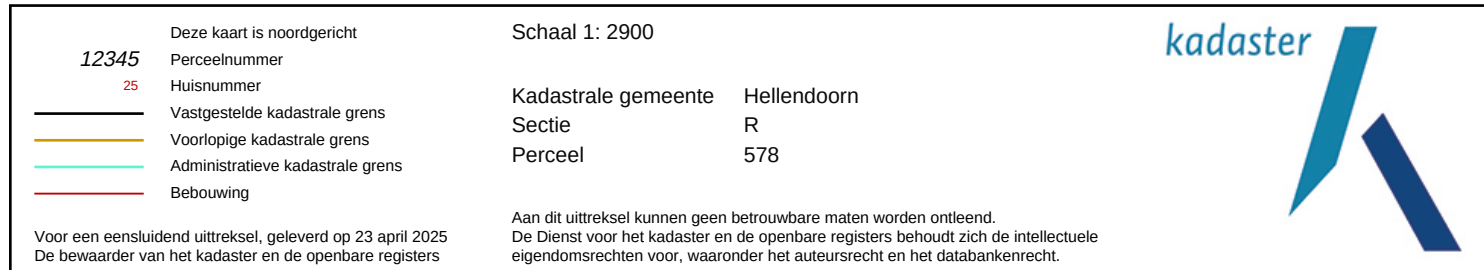 Deze kaart is noordgericht
12345 Perceelnummer
25 Huisnummer
Vastgestelde kadastrale grens
Voorlopige kadastrale grens
Administratieve kadastrale grens
Bebouwing
Voor een eensluidend uittreksel, geleverd op 23 april 2025
De bewaarder van het kadaster en de openbare registers
Schaal 1: 2900
Kadastrale gemeente Hellendoorn
Sectie R
Perceel 578
Aan dit uittreksel kunnen geen betrouwbare maten worden ontleend.
De Dienst voor het kadaster en de openbare registers behoudt zich de intellectuele
eigendomsrechten voor, waaronder het auteursrecht en het databankenrecht.
kadaster